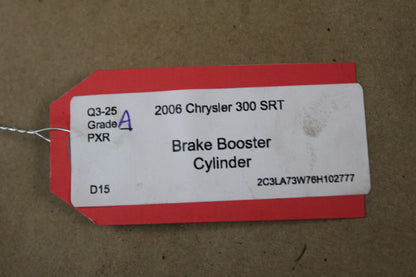 Q3-25 2006 Chrysler 300 SRT
Grade A
PXR
Brake Booster
Cylinder
D15 2C3LA73W76H102777